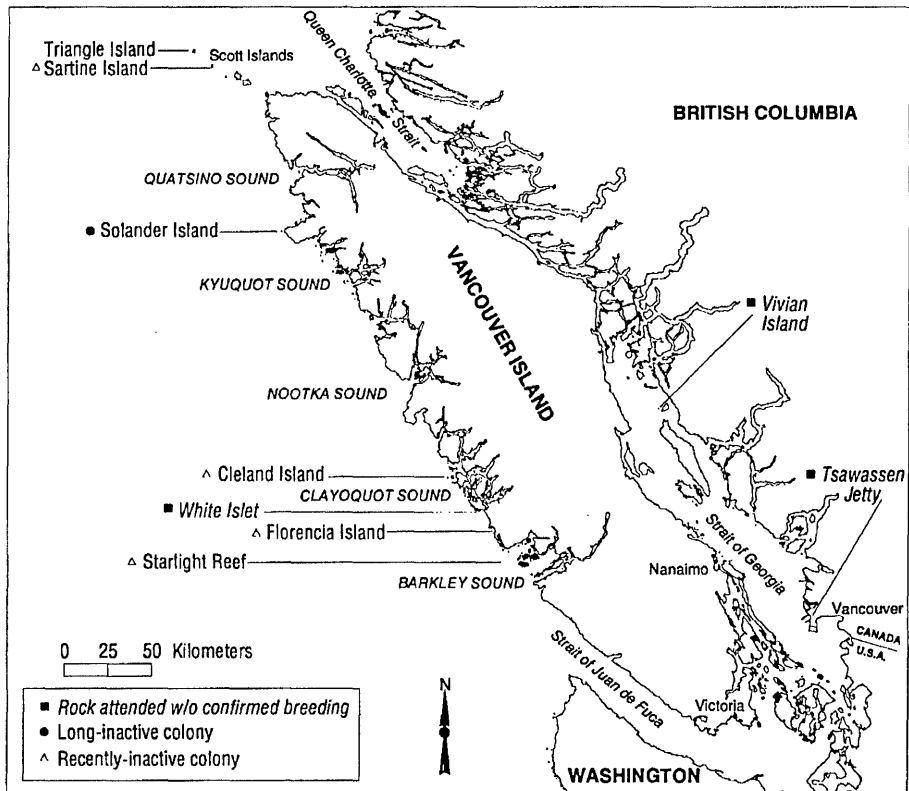 Triangle Island
Sartine Island
Scott Islands
Queen Charlotte
Strait
BRITISH COLUMBIA
QUATSINO SOUND
Solander Island
KYUQUOT SOUND
VANCOUVER ISLAND
Vivian
Island
NOOTKA SOUND
Cleland Island
CLAYOQUOT SOUND
White Islet
Florencia Island
Starlight Reef
BARKLEY SOUND
Tsawassen
Jetty
Strait of Georgia
Nanaimo
Vancouver
CANADA
U.S.A.
0 25 50 Kilometers
Strait of Juan de Fuca
Victoria
N
Rock attended w/o confirmed breeding
Long-inactive colony
Recently-inactive colony
WASHINGTON